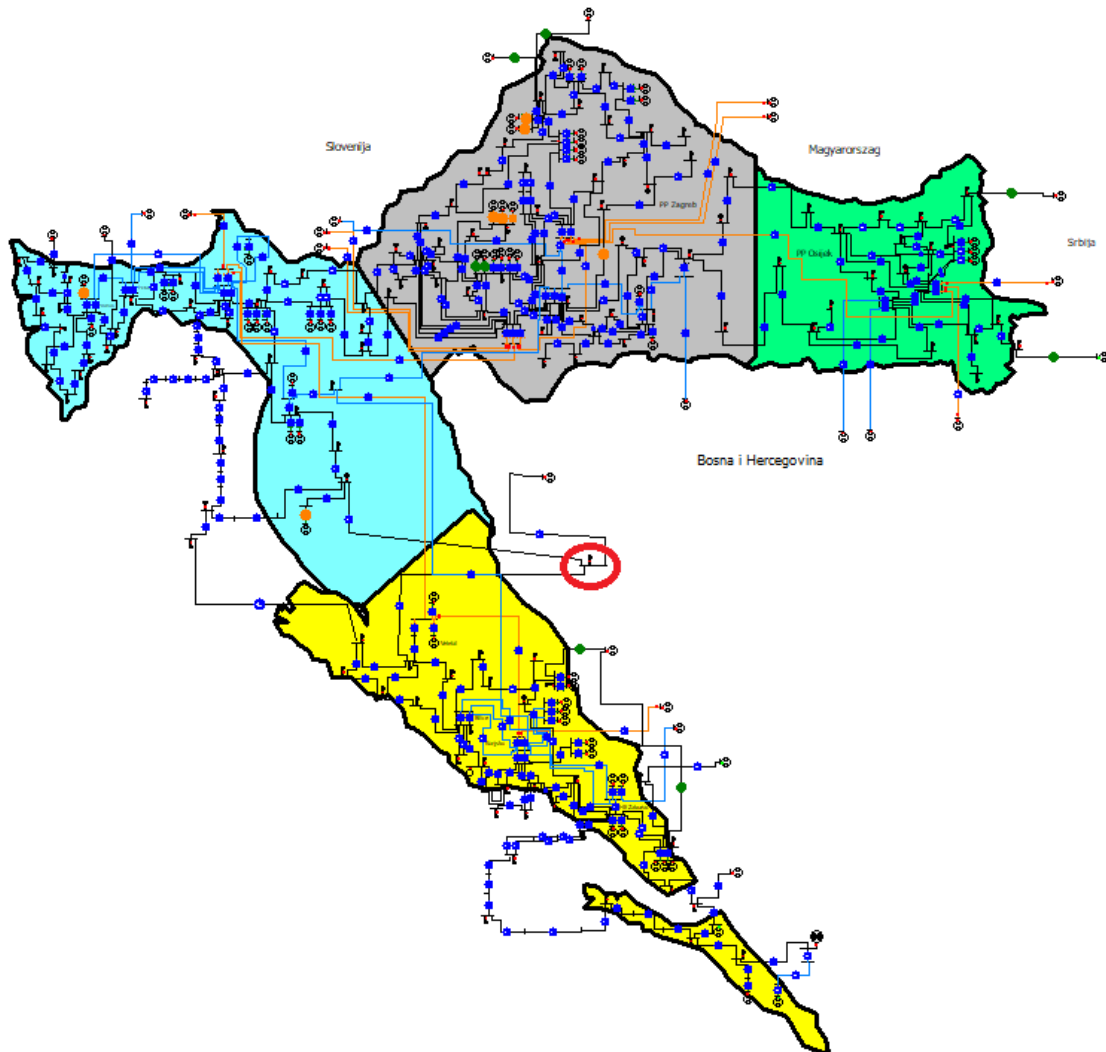 Slovenija
Magyarorszag
PP Zagreb
Srbija
PP Osijek
Bosna i Hercegovina